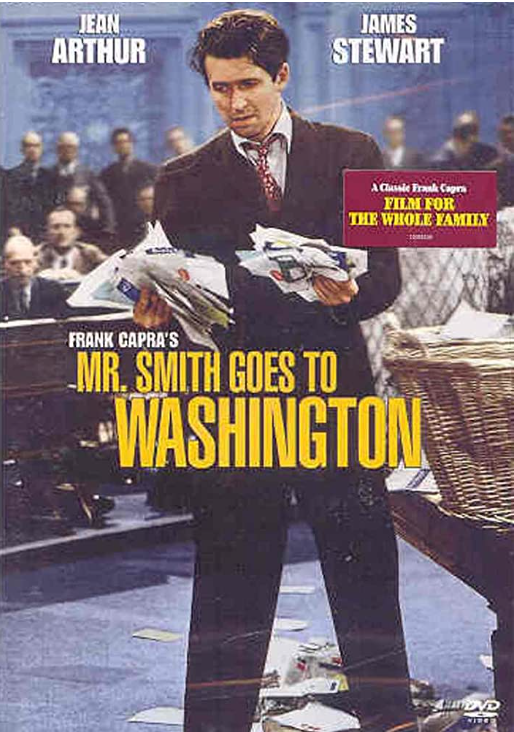 JEAN
ARTHUR
JAMES
STEWART
A Classic Frank Capra
FILM FOR
THE WHOLE FAMILY
FRANK CAPRA'S
MR. SMITH GOES TO
WASHINGTON
DVD
VIDEO